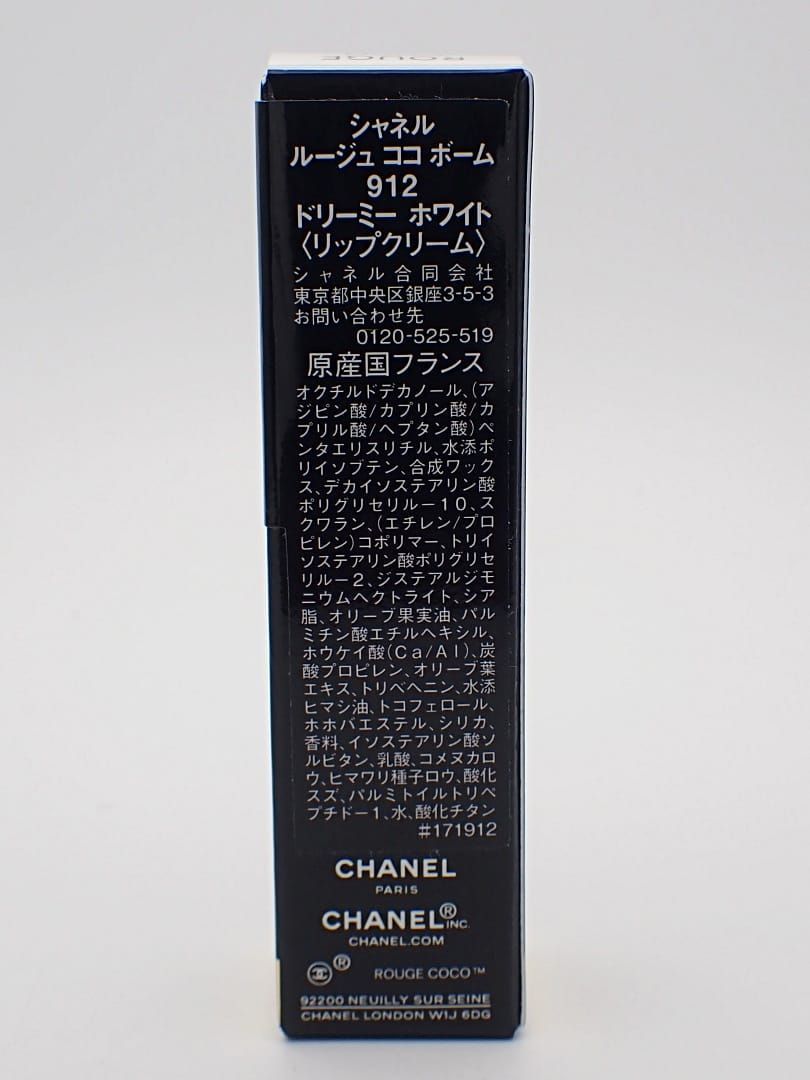 ROUGE
シャネル
ルージュ ココ ボーム
912
ドリーミー ホワイト
〈リップクリーム〉
シャネル合同会社
東京都中央区銀座3-5-3
お問い合わせ先
0120-525-519
原産国フランス
オクチルドデカノール、(ア
ジピン酸/カプリン酸/カ
プリル酸/ヘプタン酸)ペ
ンタエリスリチル、水添ポ
リイソブテン、合成ワック
ス、デカイソステアリン酸
ポリグリセリル－10、ス
クワラン、(エチレン/プロ
ピレン)コポリマー、トリイ
ソステアリン酸ポリグリセ
リル－2、ジステアルジモ
ニウムヘクトライト、シア
脂、オリーブ果実油、パル
ミチン酸エチルヘキシル、
ホウケイ酸(Ca/Al)、炭
酸プロピレン、オリーブ葉
エキス、トリベヘニン、水添
ヒマシ油、トコフェロール、
ホホバエステル、シリカ、
香料、イソステアリン酸ソ
ルビタン、乳酸、コメヌカロ
ウ、ヒマワリ種子ロウ、酸化
スズ、パルミトイルトリペ
プチド－1、水、酸化チタン
#171912
CHANEL
PARIS
CHANEL® INC.
CHANEL.COM
® ROUGE COCO™
92200 NEUILLY SUR SEINE
CHANEL LONDON W1J 6DG